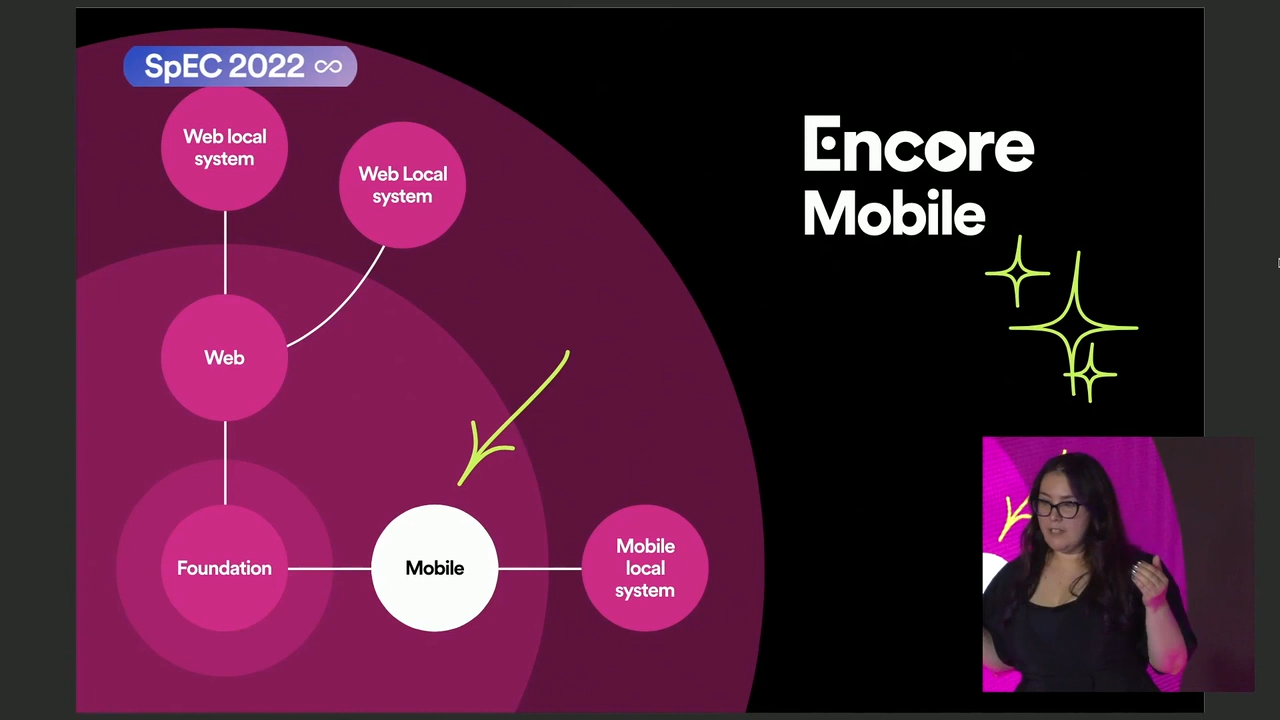 SpEC 2022 ∞
Web local
system
Web Local
system
Encore
Mobile
Web
Foundation
Mobile
Mobile
local
system